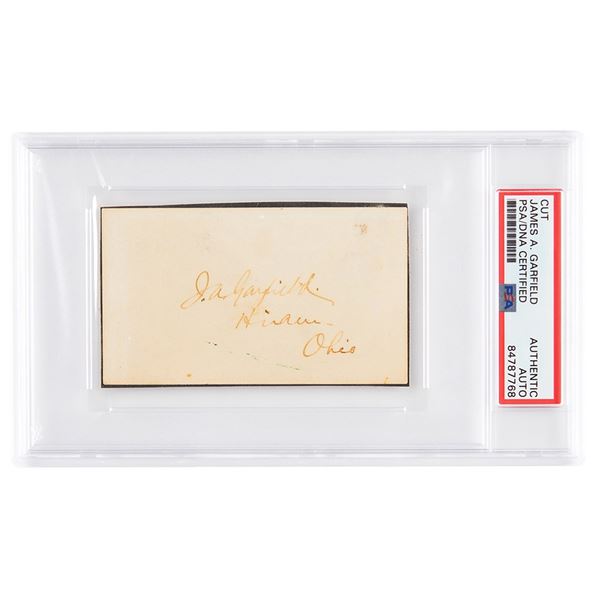 J. A. Garfield.
Hiram
Ohio
CUT
JAMES A. GARFIELD
PSA/DNA CERTIFIED
PSA
AUTHENTIC
AUTO
84787768